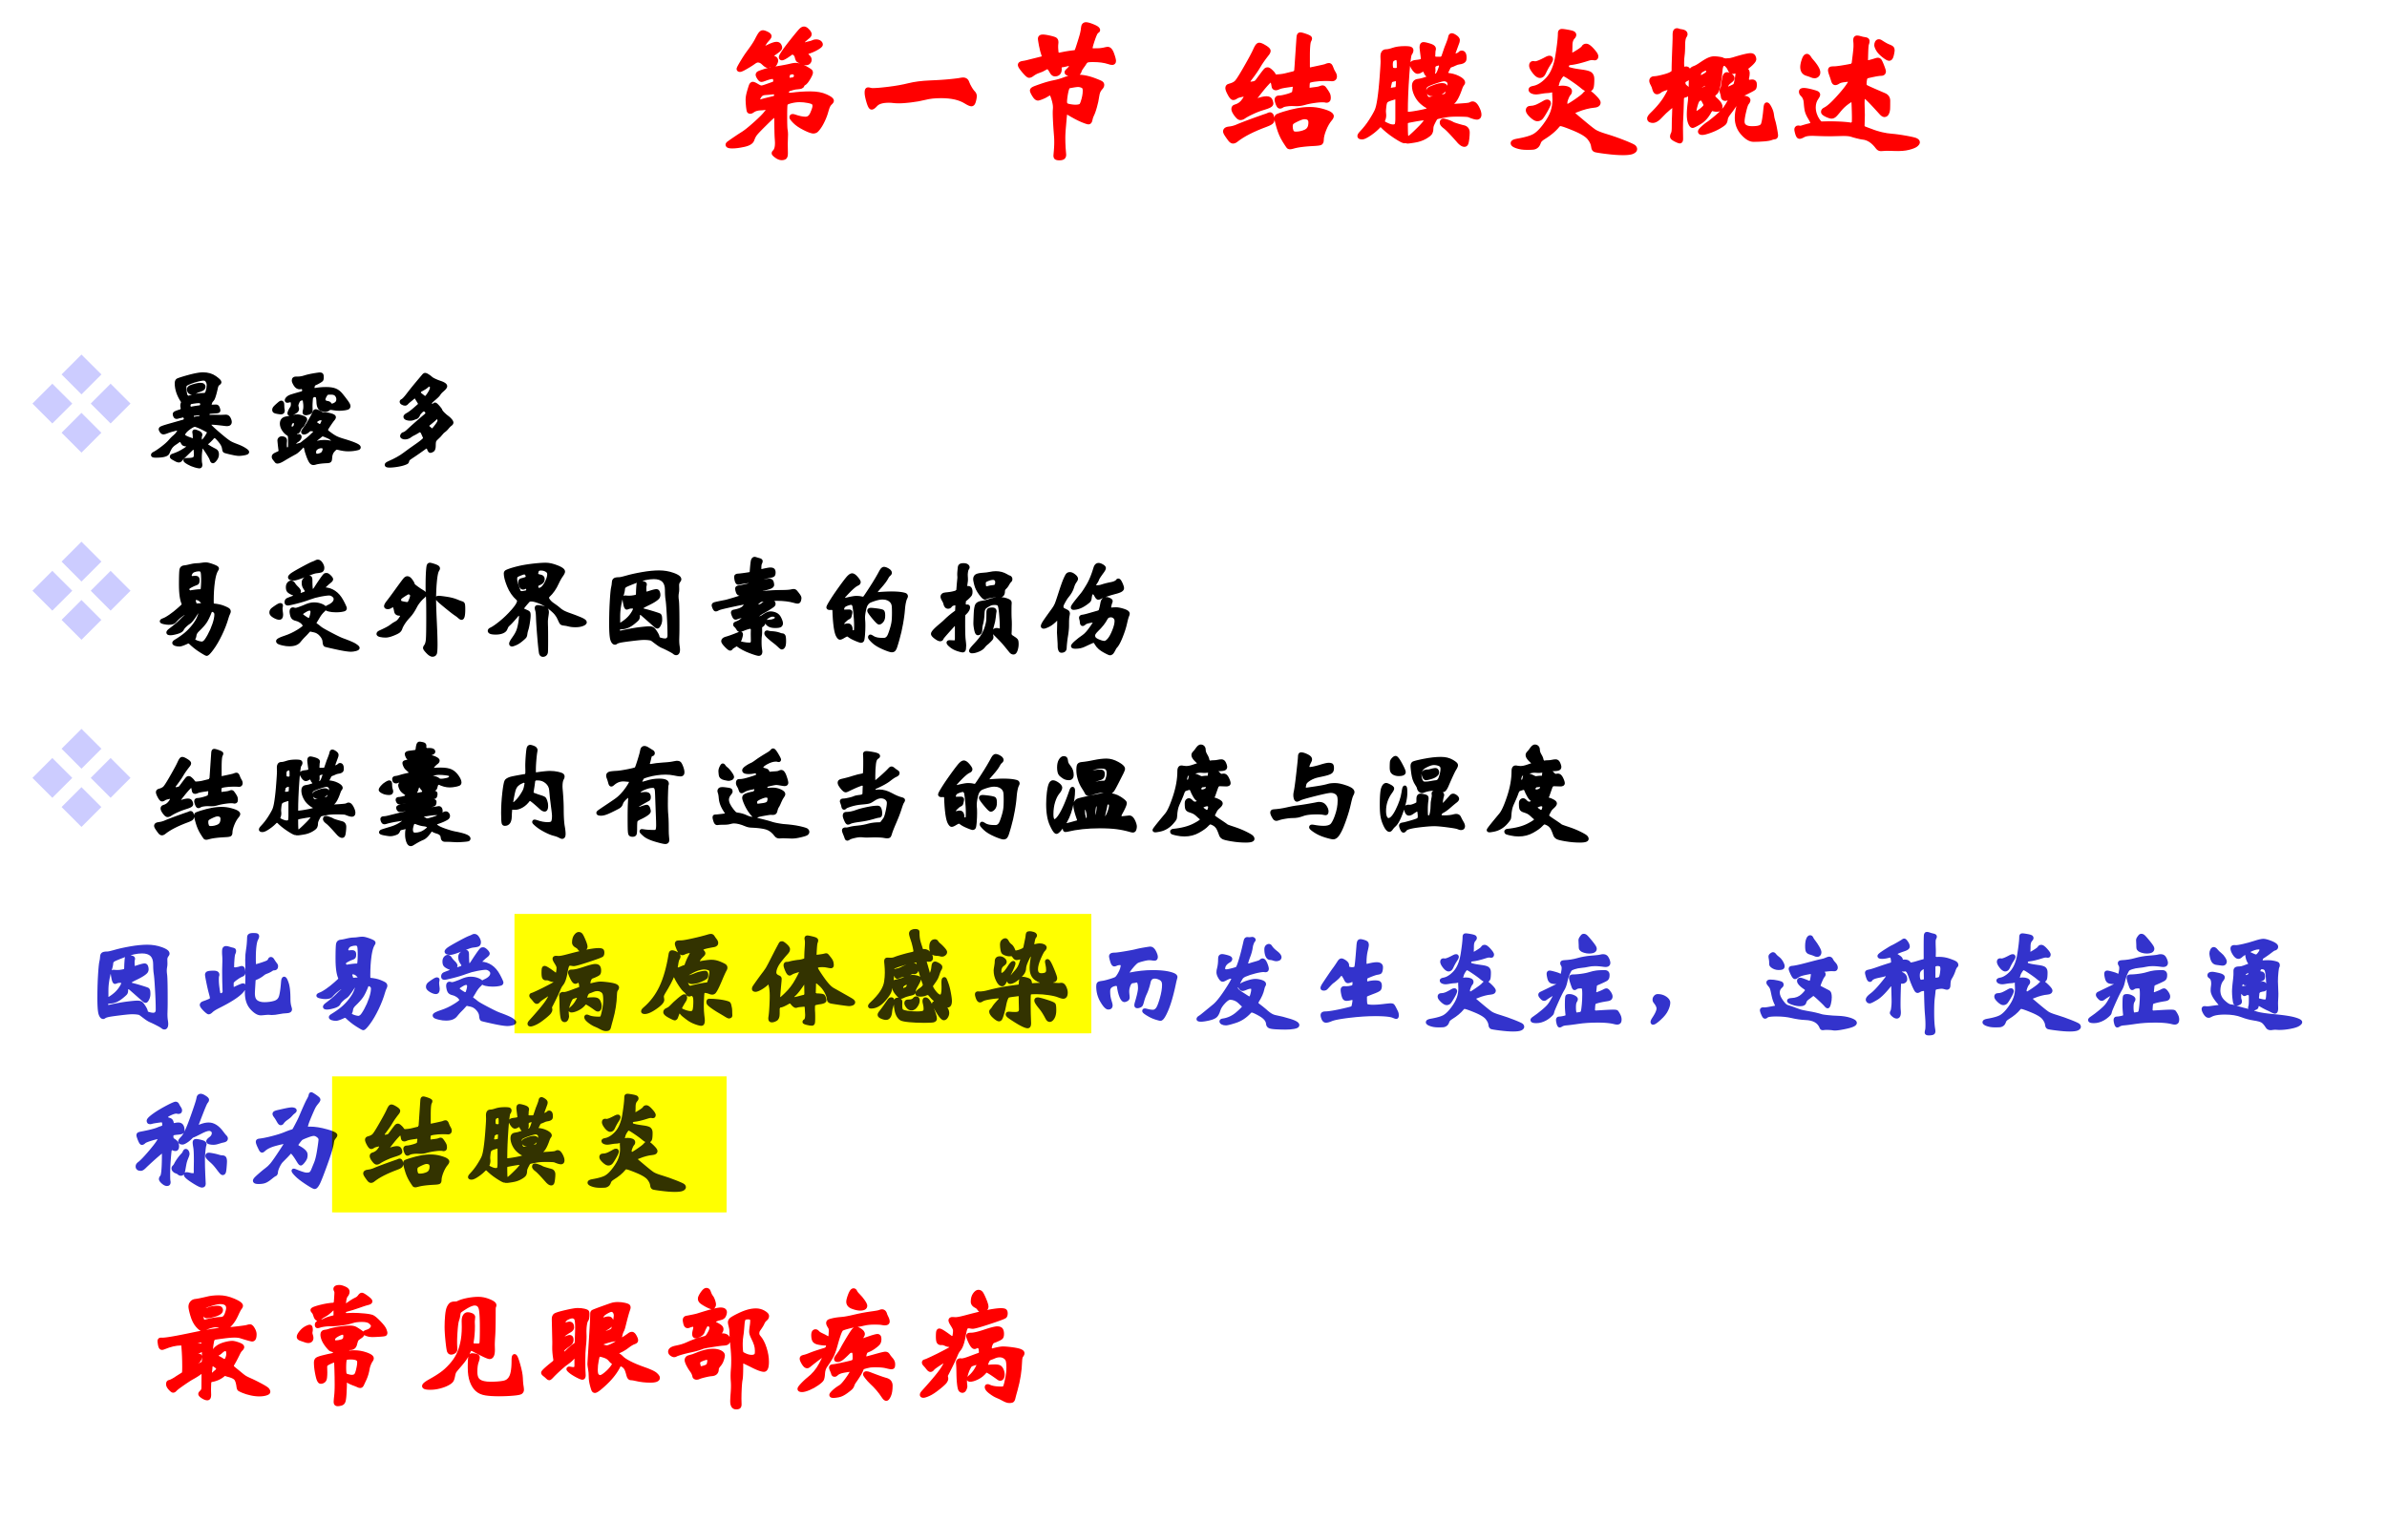 第一节 结膜炎概述
暴露多
易受外界因素的损伤
结膜囊内有适当的温度与湿度
因此易受病原体感染而发生炎症，这种炎症
称为结膜炎
最常见眼部疾病